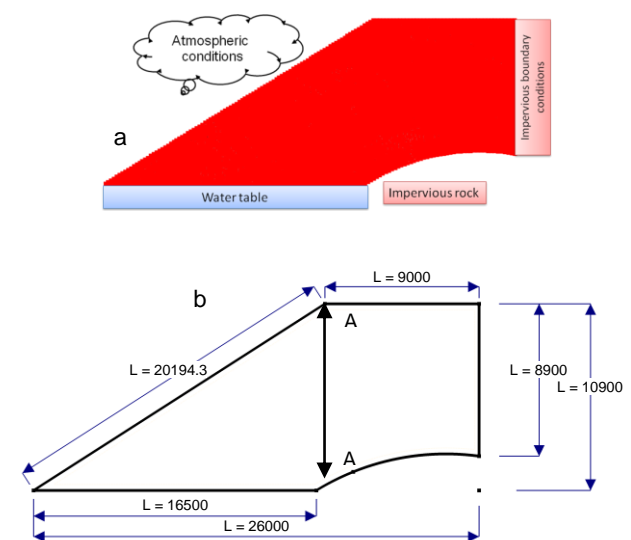 Atmospheric
conditions
Impervious boundary
conditions
a
Water table
Impervious rock
b
L = 9000
A
L = 20194.3
L = 8900
L = 10900
A
L = 16500
L = 26000